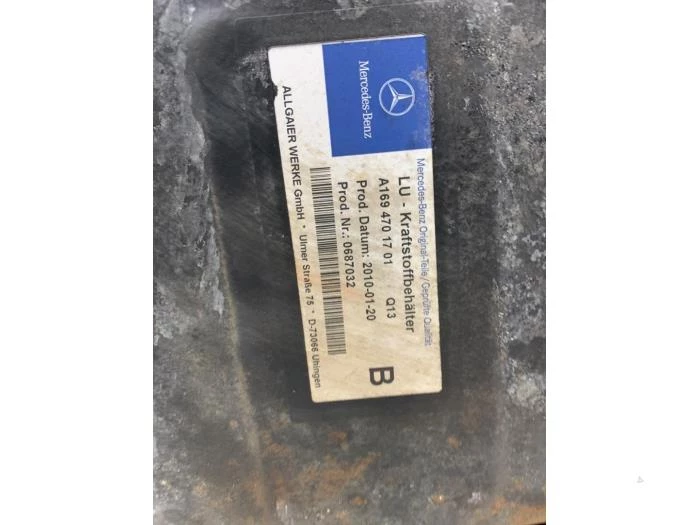 Mercedes-Benz
Mercedes-Benz Original-Teile / Geprüfte Qualität
LU - Kraftstoffbehälter
A169 470 17 01 Q13
Prod. Datum: 2010-01-20 B
Prod. Nr.: 0687032
ALLGAIER WERKE GmbH * Ulmer Straße 75 * D-73066 Uhingen